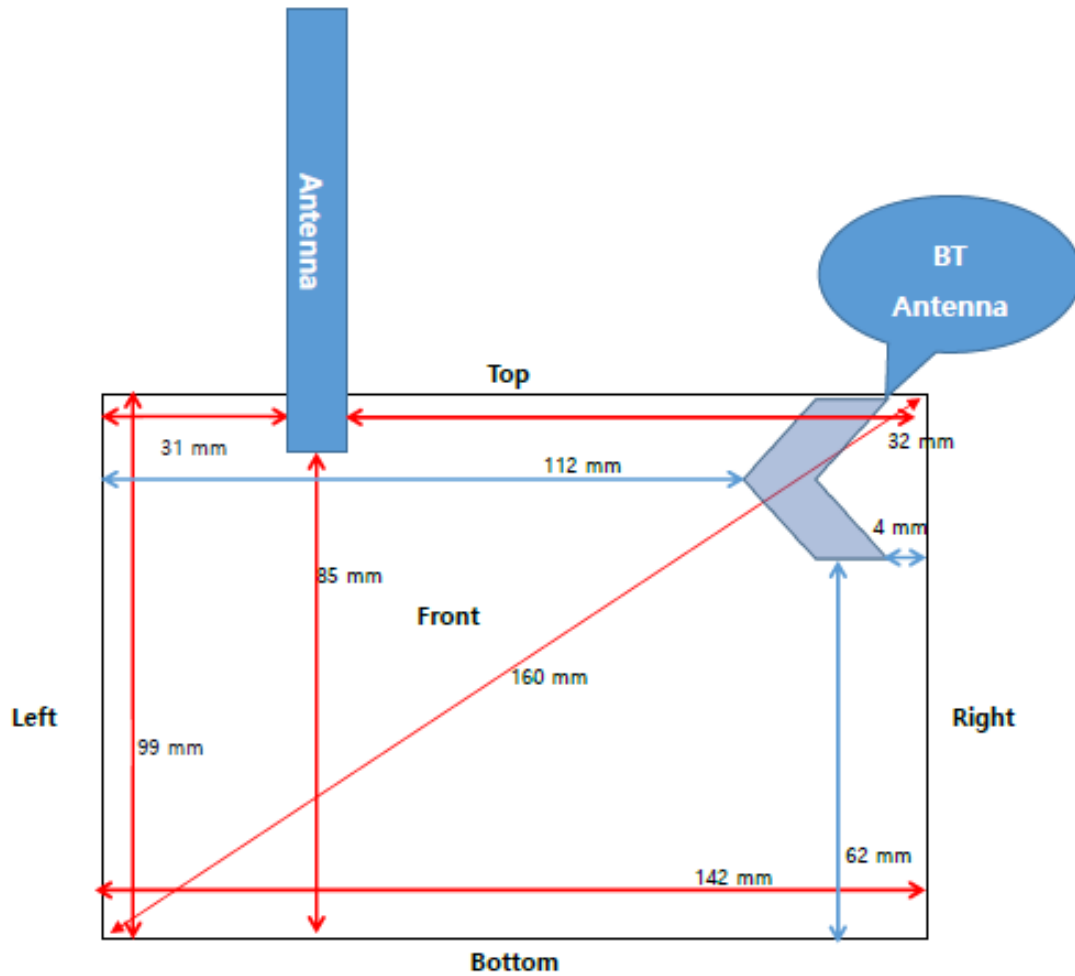 Antenna
BT
Antenna
Top
31 mm
32 mm
112 mm
4 mm
85 mm
Front
160 mm
Left
Right
99 mm
62 mm
142 mm
Bottom